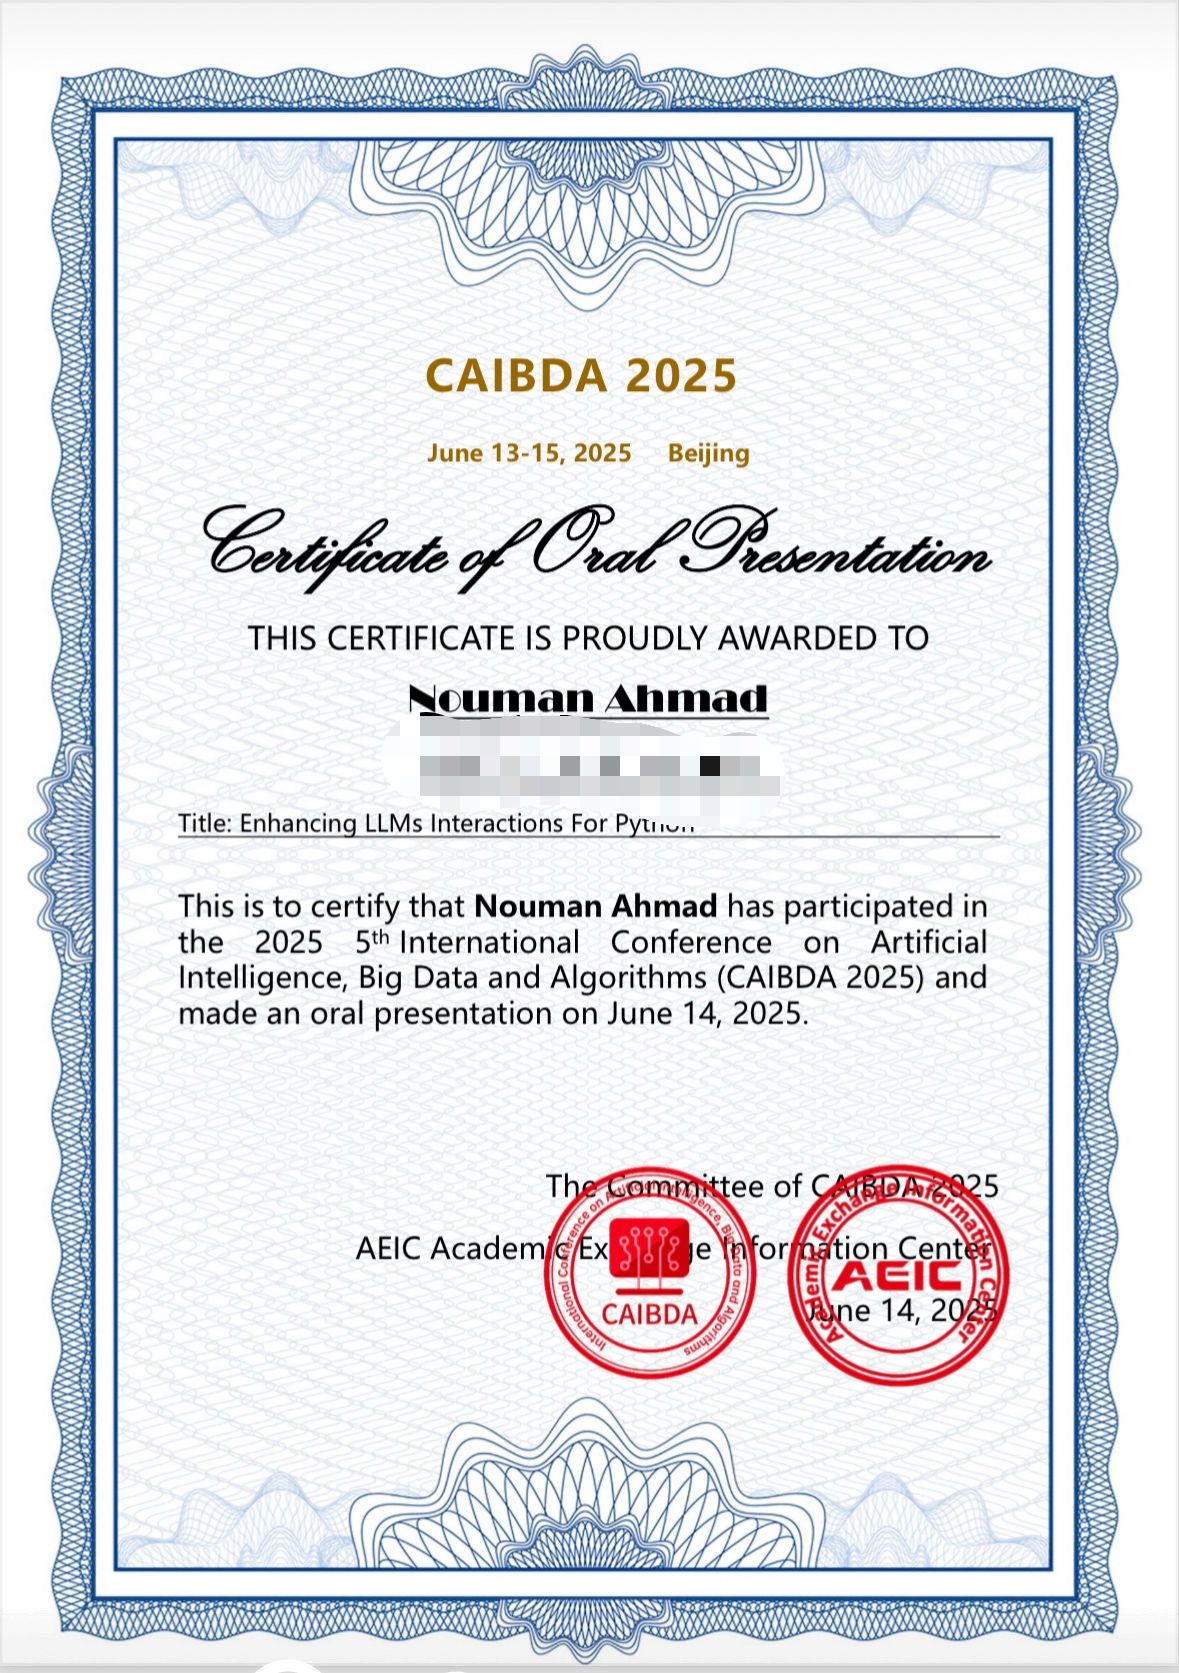 CAIBDA 2025
June 13-15, 2025 Beijing
Certificate of Oral Presentation
THIS CERTIFICATE IS PROUDLY AWARDED TO
Nouman Ahmad
Title: Enhancing LLMs Interactions For Python
This is to certify that Nouman Ahmad has participated in
the 2025 5th International Conference on Artificial
Intelligence, Big Data and Algorithms (CAIBDA 2025) and
made an oral presentation on June 14, 2025.
The Committee of CAIBDA 2025
AEIC Academic Exchange Information Center
June 14, 2025
International Conference on Artificial Intelligence, Big Data and Algorithms
CAIBDA
Academic Exchange Information Center
AEIC